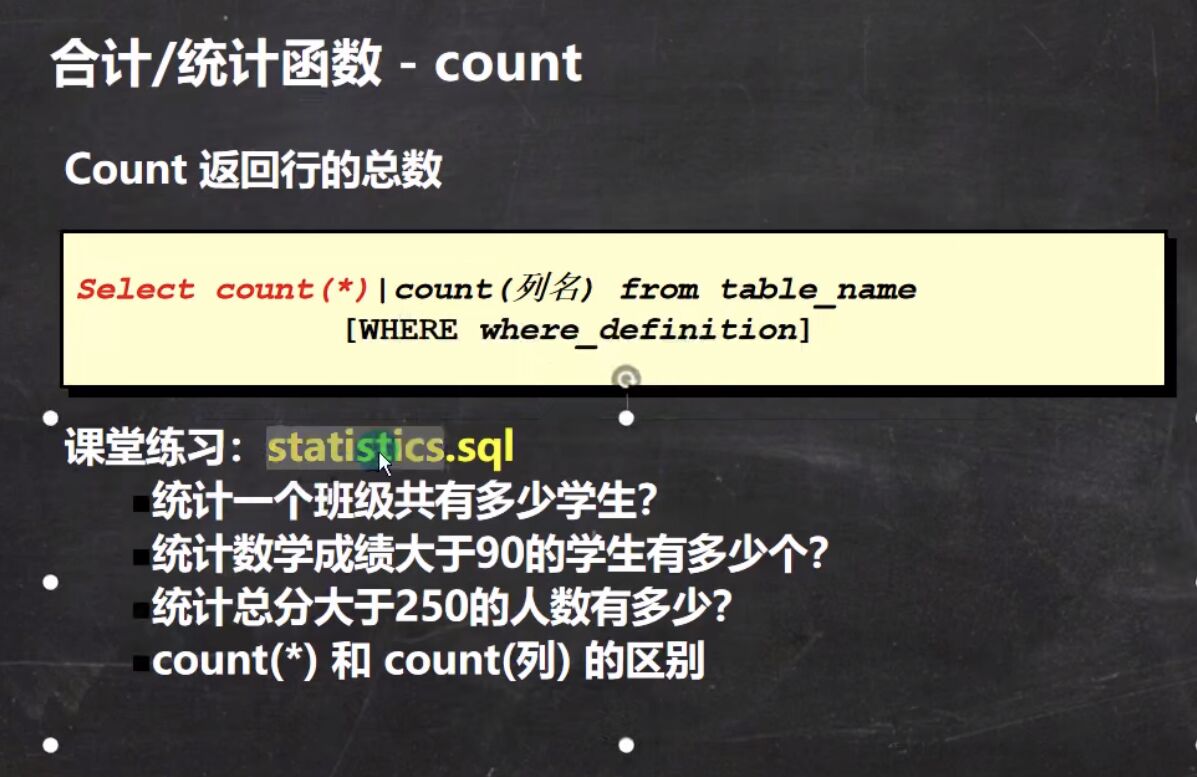 合计/统计函数 - count
Count 返回行的总数
Select count(*)|count(列名) from table_name
[WHERE where_definition]
课堂练习：statistics.sql
统计一个班级共有多少学生？
统计数学成绩大于90的学生有多少个？
统计总分大于250的人数有多少？
count(*) 和 count(列) 的区别